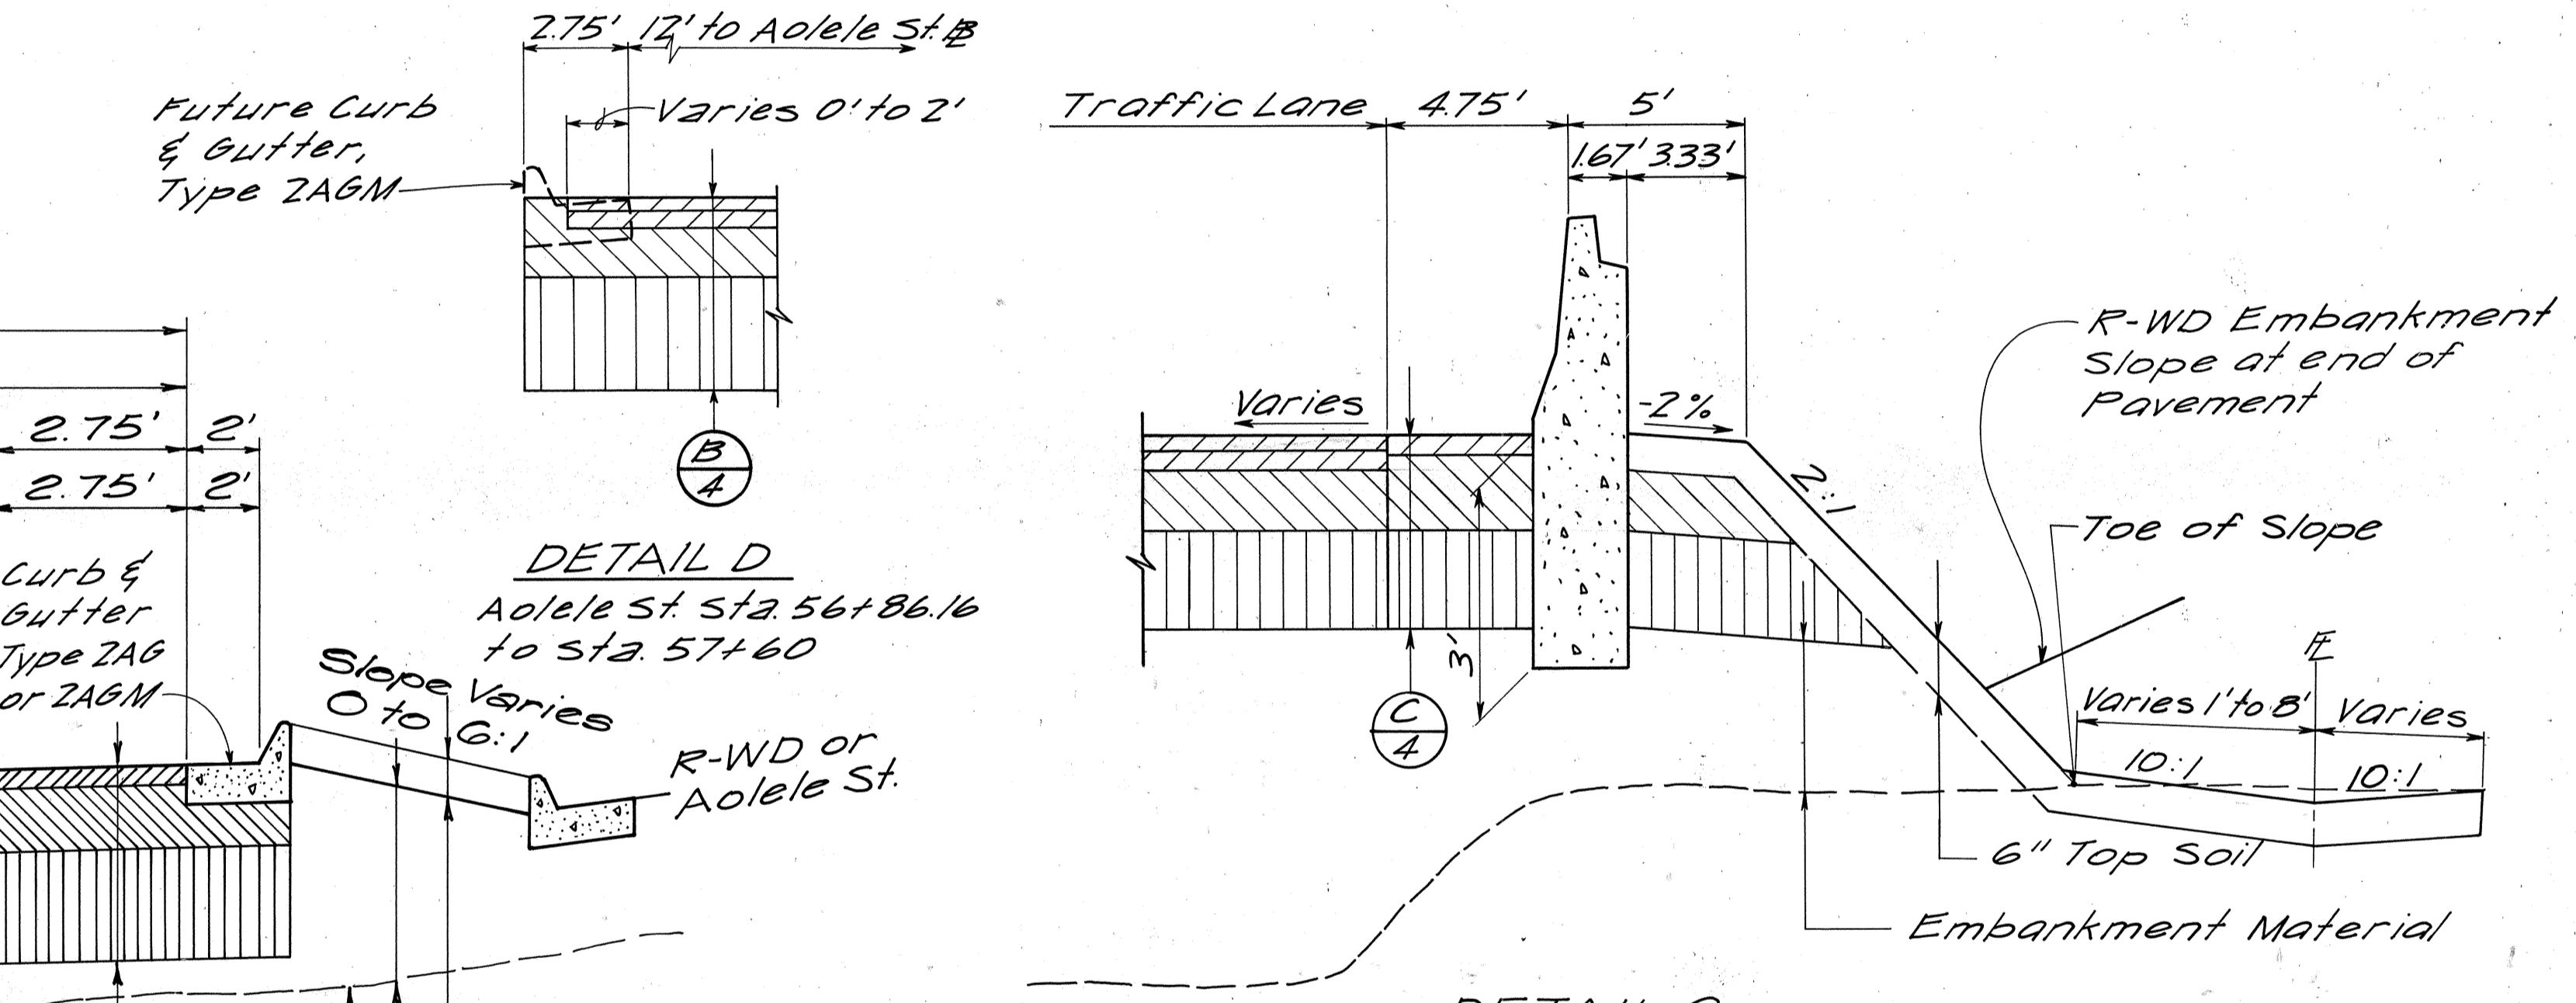 2.75' 12' to Aolele St. ⅊
Future Curb
& Gutter,
Type 2AGM
Varies 0' to 2'
B
4
DETAIL D
Aolele St. Sta. 56+86.16
to Sta. 57+60
2.75' 2'
2.75' 2'
Curb &
Gutter
Type 2AG
or 2AGM
Slope Varies
0 to 6:1
R-WD or
Aolele St.
Traffic Lane 4.75' 5'
1.67' 3.33'
Varies
-2%
2:1
3'
C
4
R-WD Embankment
Slope at end of
Pavement
Toe of Slope
FL
Varies 1' to 8' Varies
10:1 10:1
6" Top Soil
Embankment Material
DETAIL